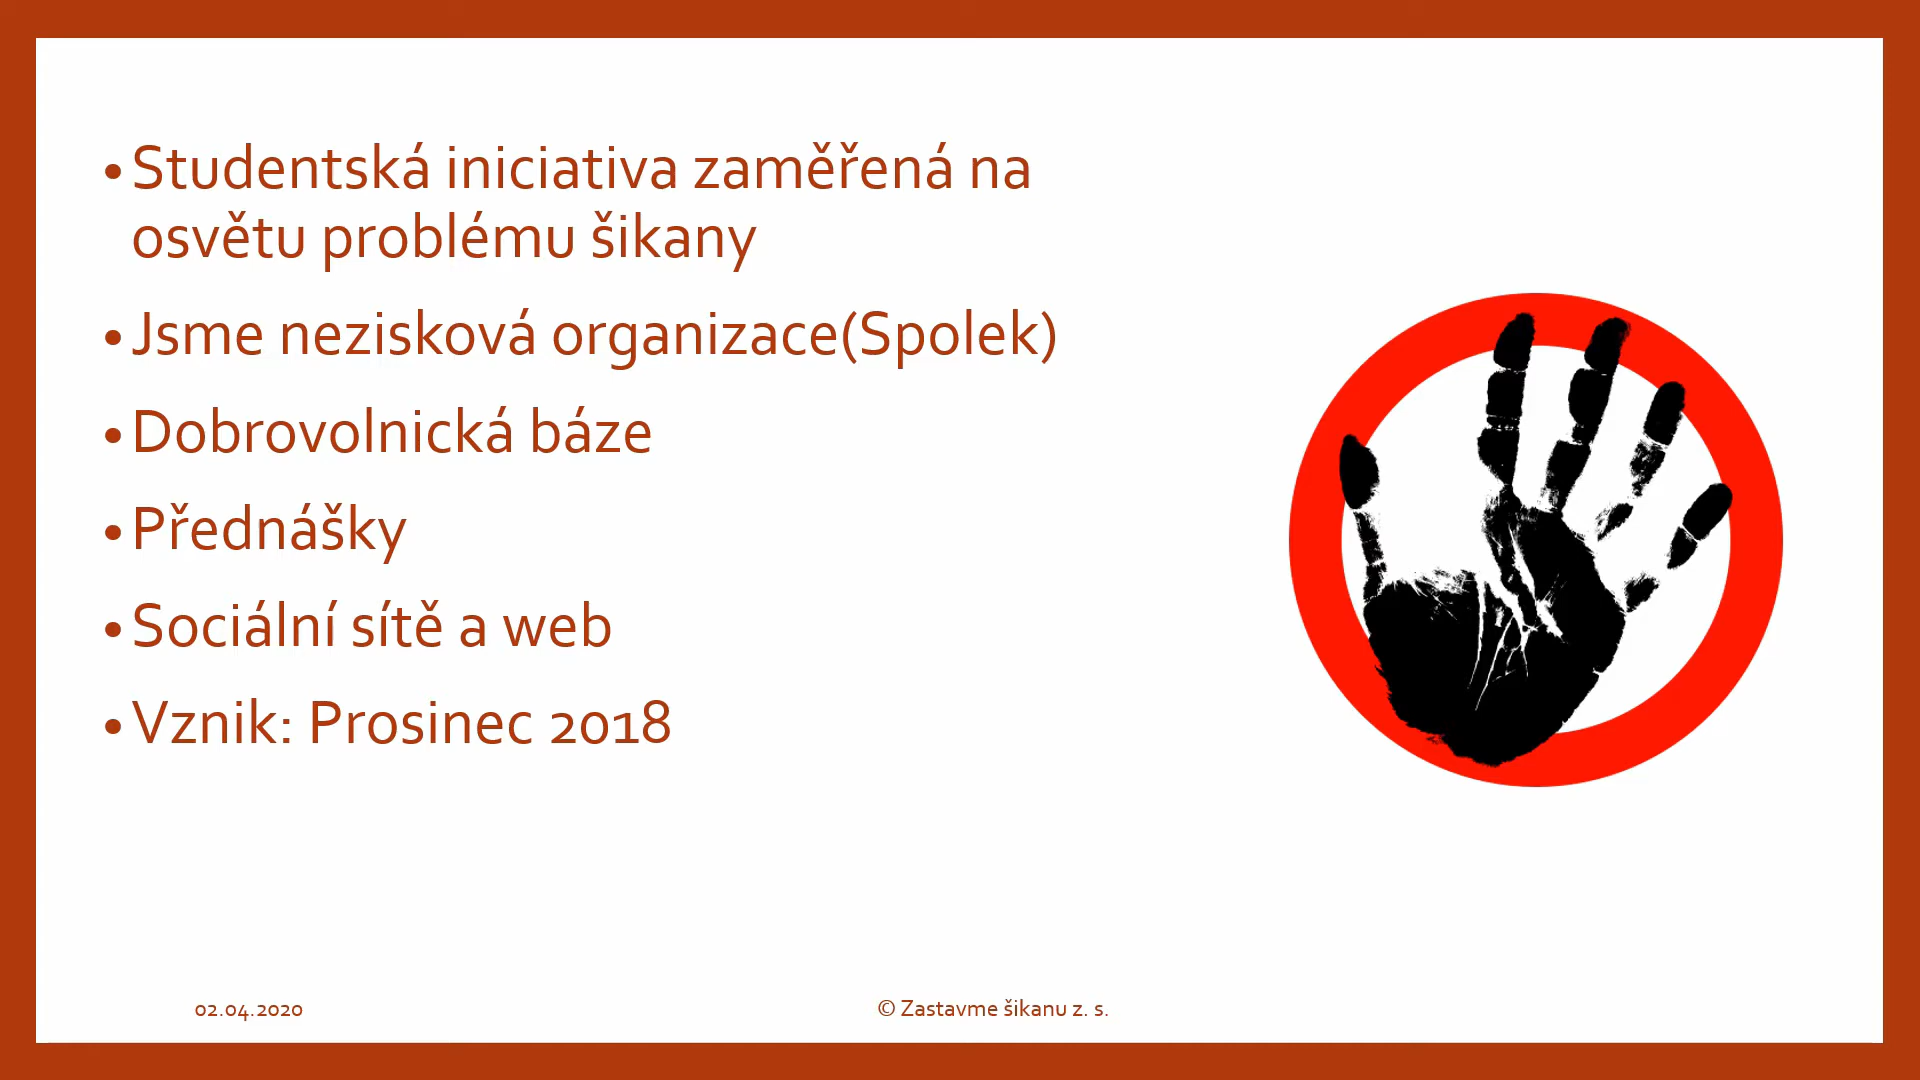 • Studentská iniciativa zaměřená na
osvětu problému šikany
• Jsme nezisková organizace(Spolek)
• Dobrovolnická báze
• Přednášky
• Sociální sítě a web
• Vznik: Prosinec 2018
02.04.2020
© Zastavme šikanu z. s.